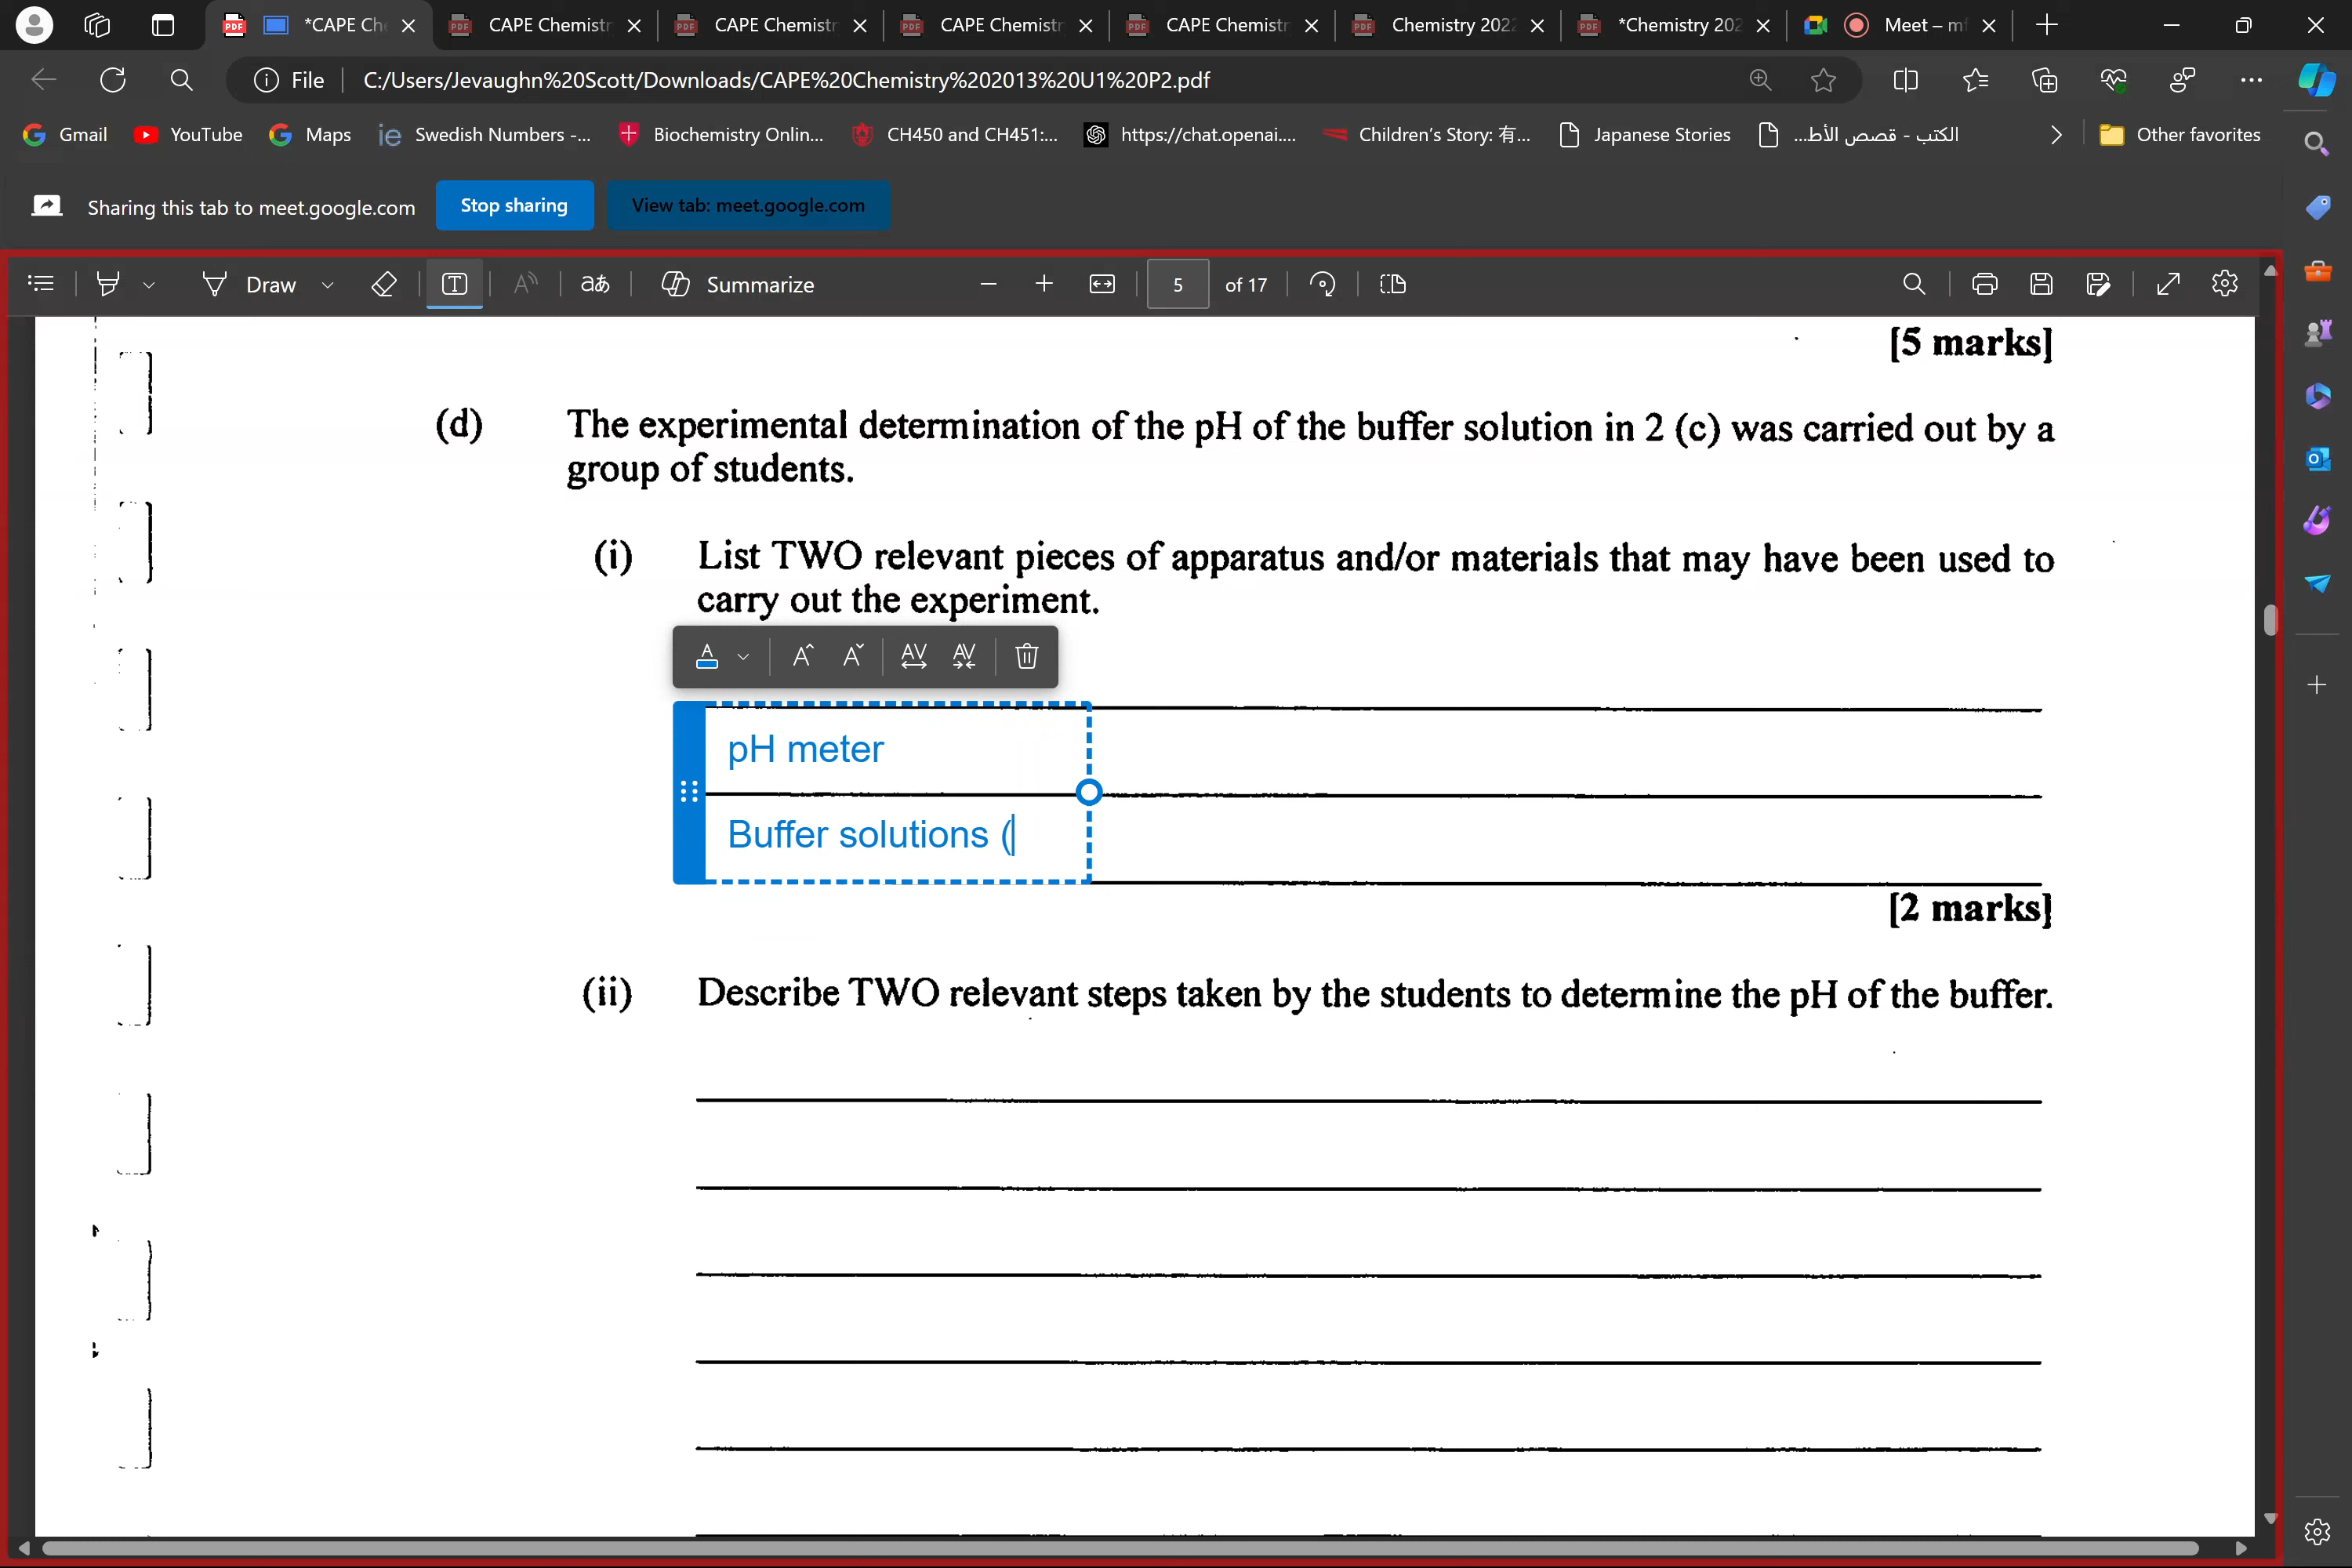 *CAPE Ch
CAPE Chemistr
CAPE Chemistr
CAPE Chemist
CAPE Chemist
Chemistry 202
*Chemistry 202
Meet – m
File
C:/Users/Jevaughn%20Scott/Downloads/CAPE%20Chemistry%202013%20U1%20P2.pdf
Gmail
YouTube
Maps
Swedish Numbers -...
Biochemistry Onlin...
CH450 and CH451:...
https://chat.openai....
Children's Story: 有...
Japanese Stories
الكتب - قصص الأط...
Other favorites
Sharing this tab to meet.google.com
Stop sharing
View tab: meet.google.com
Draw
aあ
Summarize
5
of 17
[5 marks]
(d) The experimental determination of the pH of the buffer solution in 2 (c) was carried out by a
group of students.
(i) List TWO relevant pieces of apparatus and/or materials that may have been used to
carry out the experiment.
pH meter
Buffer solutions (
[2 marks]
(ii) Describe TWO relevant steps taken by the students to determine the pH of the buffer.